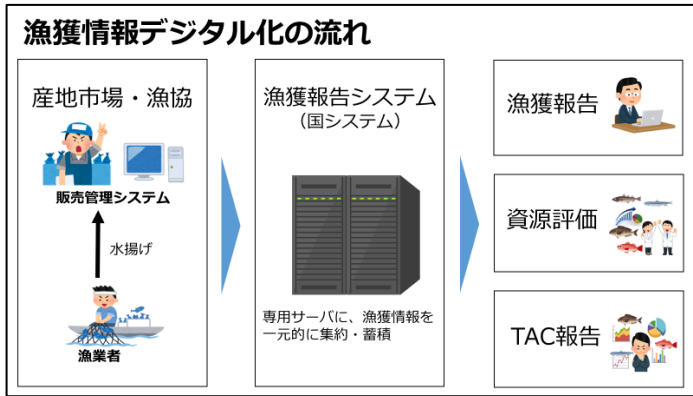 漁獲情報デジタル化の流れ
産地市場・漁協
販売管理システム
水揚げ
漁業者
漁獲報告システム
（国システム）
専用サーバに、漁獲情報を
一元的に集約・蓄積
漁獲報告
資源評価
TAC報告